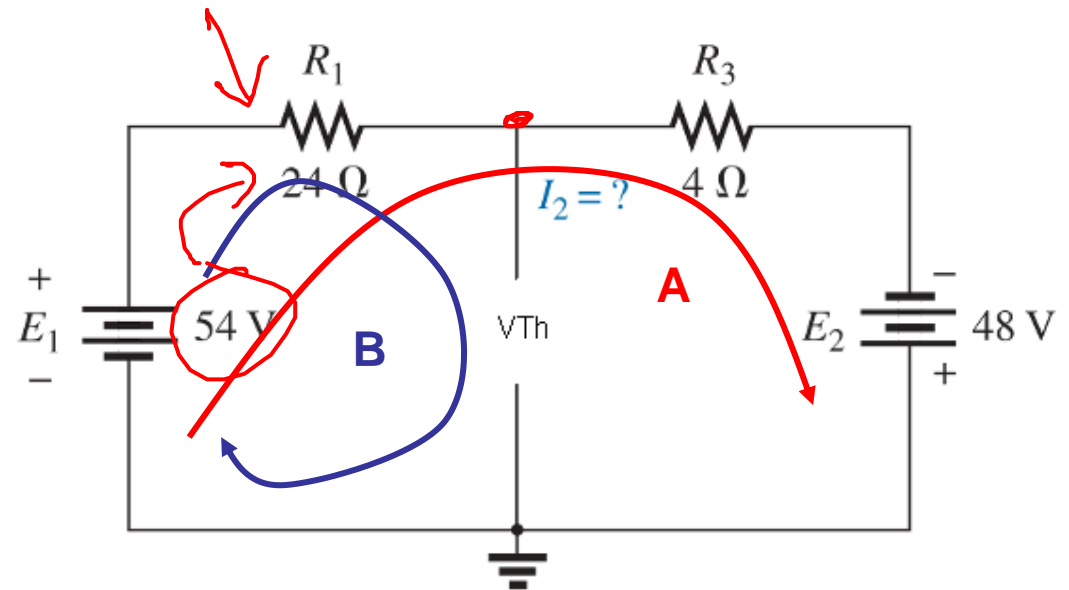 R1
R3
24 Ω
I2 = ?
4 Ω
+
−
A
E1
54 V
B
VTh
E2
48 V
−
+